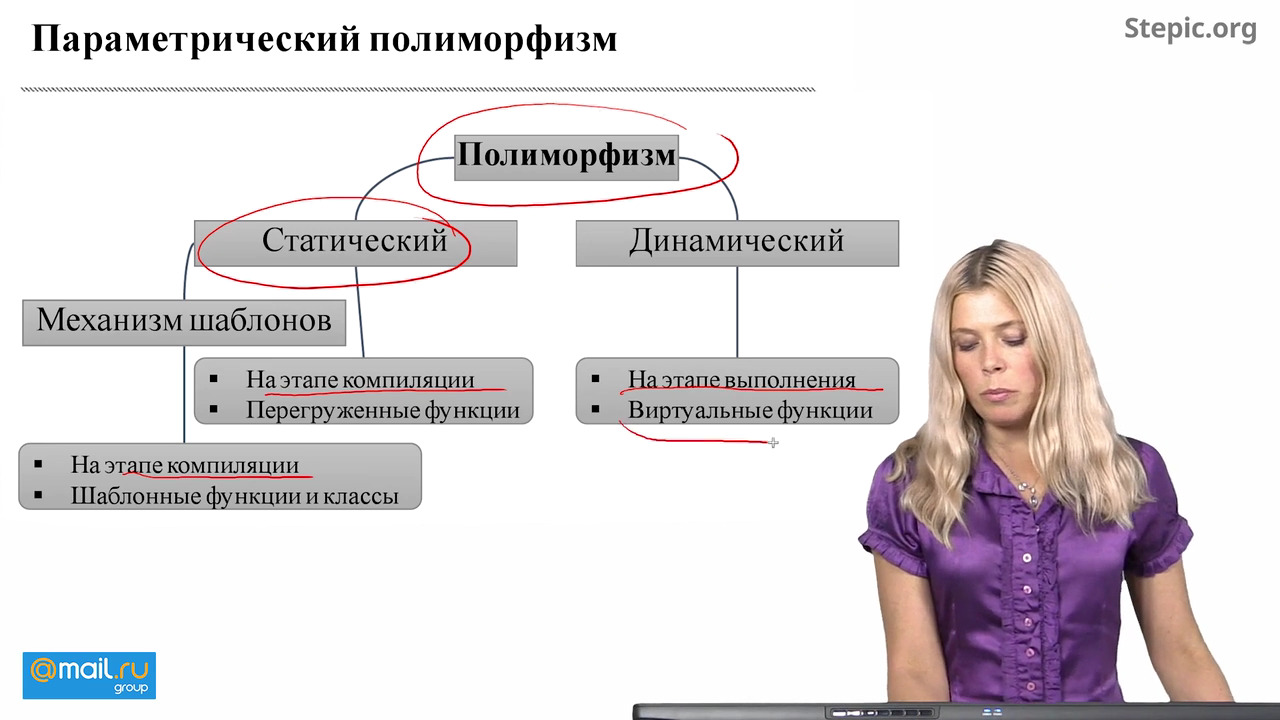 Параметрический полиморфизм
Stepic.org
Полиморфизм
Статический
Динамический
Механизм шаблонов
▪ На этапе компиляции
▪ Перегруженные функции
▪ На этапе выполнения
▪ Виртуальные функции
▪ На этапе компиляции
▪ Шаблонные функции и классы
@mail.ru
group